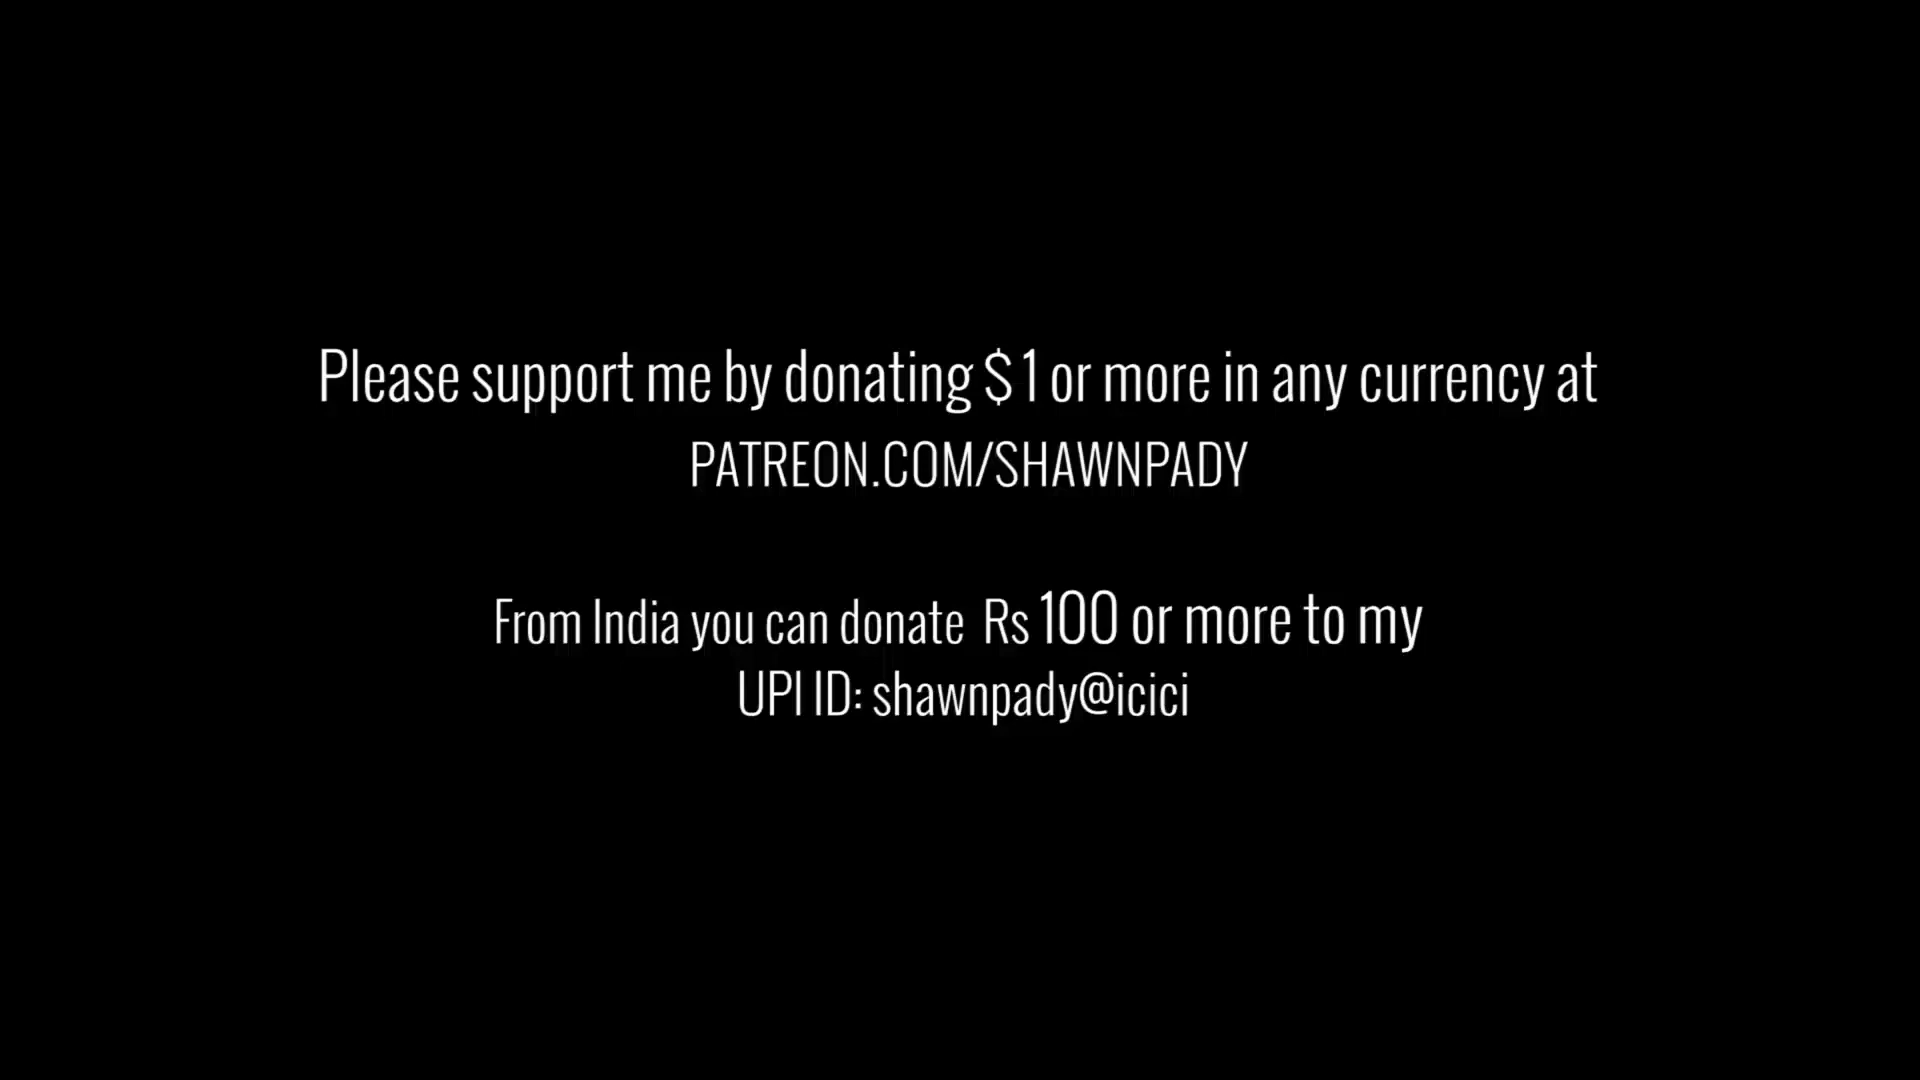 Please support me by donating $1 or more in any currency at
PATREON.COM/SHAWNPADY
From India you can donate Rs 100 or more to my
UPI ID: shawnpady@icici